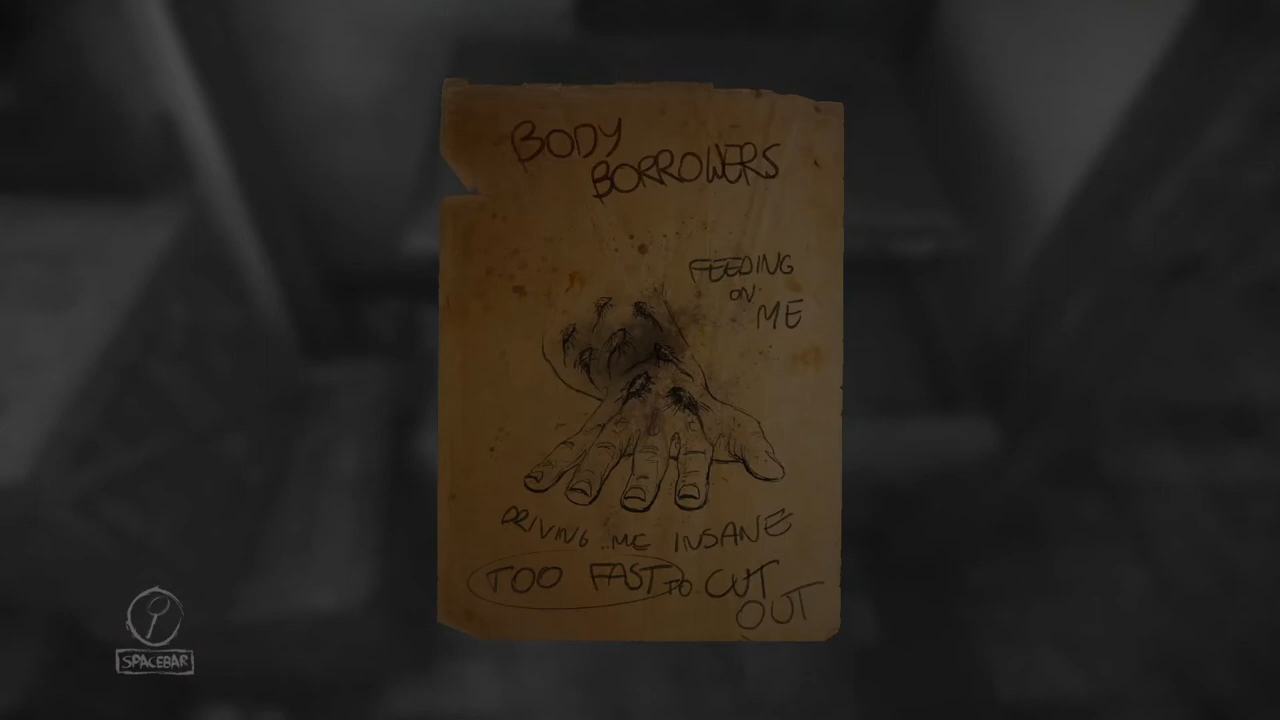 BODY
BORROWERS
FEEDING
ON
ME
DRIVING ME INSANE
TOO FAST TO CUT
OUT
SPACEBAR